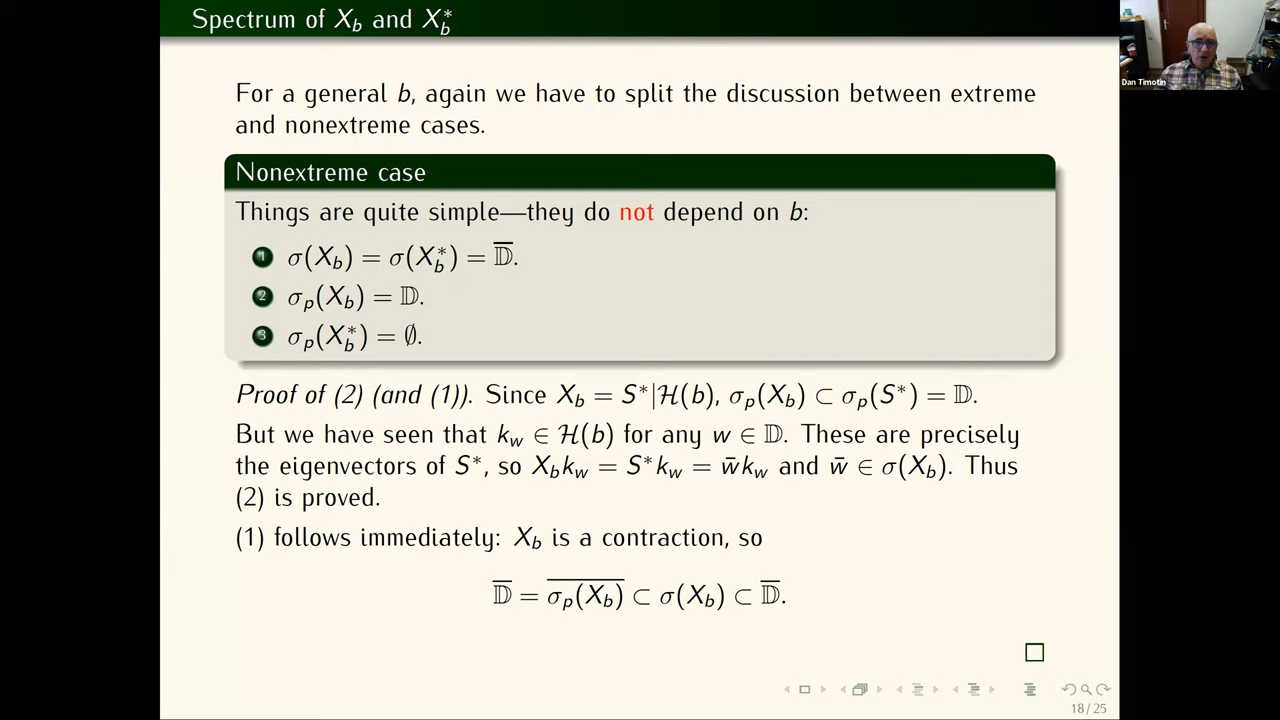 Spectrum of X_b and X_b^*
Dan Timotin
For a general b, again we have to split the discussion between extreme
and nonextreme cases.
Nonextreme case
Things are quite simple—they do not depend on b:
1 σ(X_b) = σ(X_b^*) = \overline{𝔻}.
2 σ_p(X_b) = 𝔻.
3 σ_p(X_b^*) = ∅.
Proof of (2) (and (1)). Since X_b = S^*|ℋ(b), σ_p(X_b) ⊂ σ_p(S^*) = 𝔻.
But we have seen that k_w ∈ ℋ(b) for any w ∈ 𝔻. These are precisely
the eigenvectors of S^*, so X_b k_w = S^* k_w = \bar{w} k_w and \bar{w} ∈ σ(X_b). Thus
(2) is proved.
(1) follows immediately: X_b is a contraction, so
\overline{𝔻} = \overline{σ_p(X_b)} ⊂ σ(X_b) ⊂ \overline{𝔻}.
□
18/25